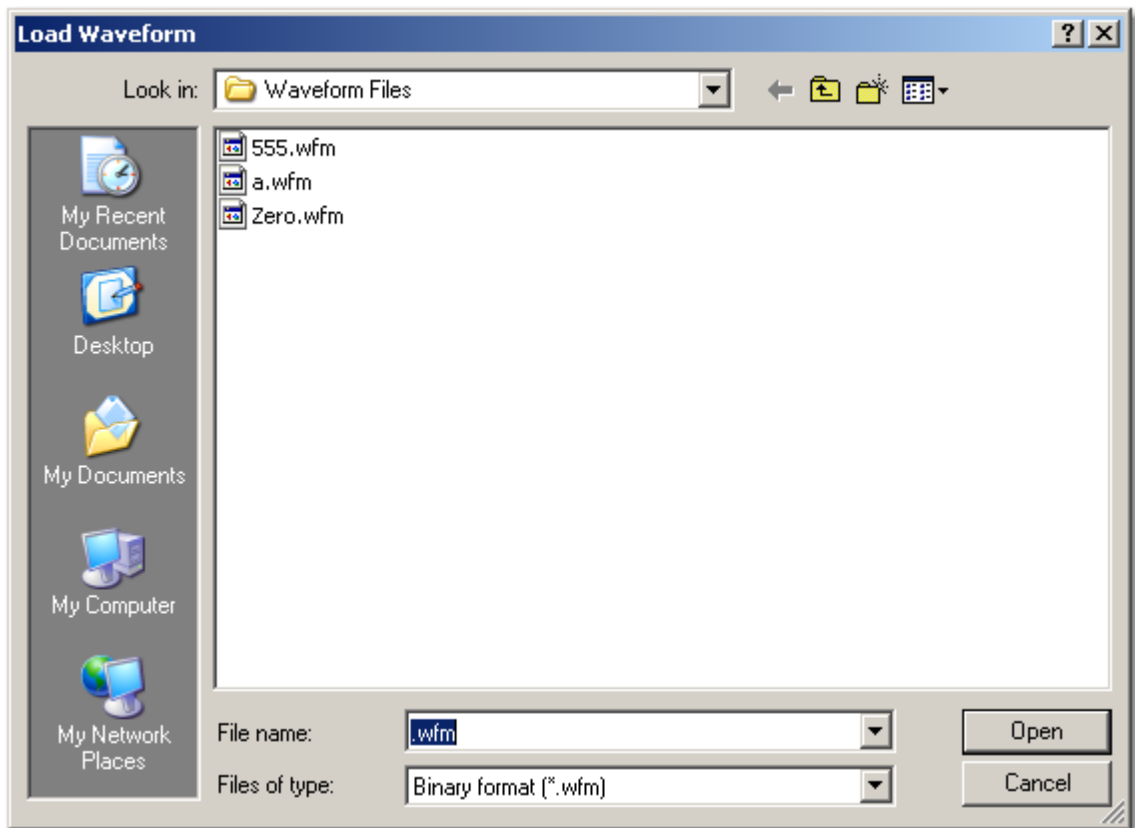 Load Waveform
Look in: Waveform Files
555.wfm
a.wfm
Zero.wfm
My Recent
Documents
Desktop
My Documents
My Computer
My Network
Places
File name: .wfm
Open
Files of type: Binary format (*.wfm)
Cancel